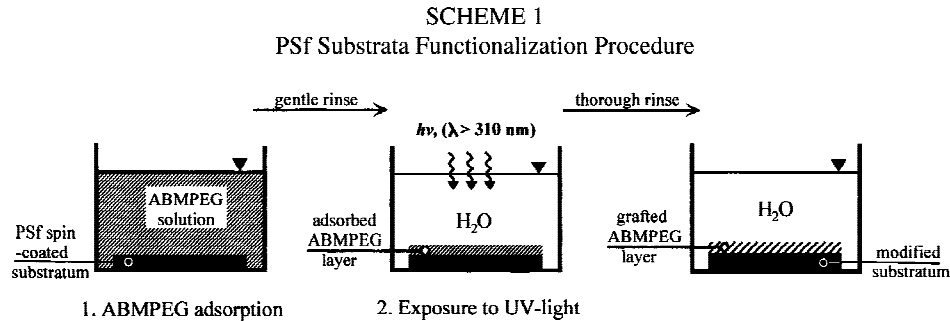 SCHEME 1
PSf Substrata Functionalization Procedure
gentle rinse
thorough rinse
hν, (λ> 310 nm)
ABMPEG
solution
PSf spin
-coated
substratum
H₂O
adsorbed
ABMPEG
layer
H₂O
grafted
ABMPEG
layer
modified
substratum
1. ABMPEG adsorption
2. Exposure to UV-light